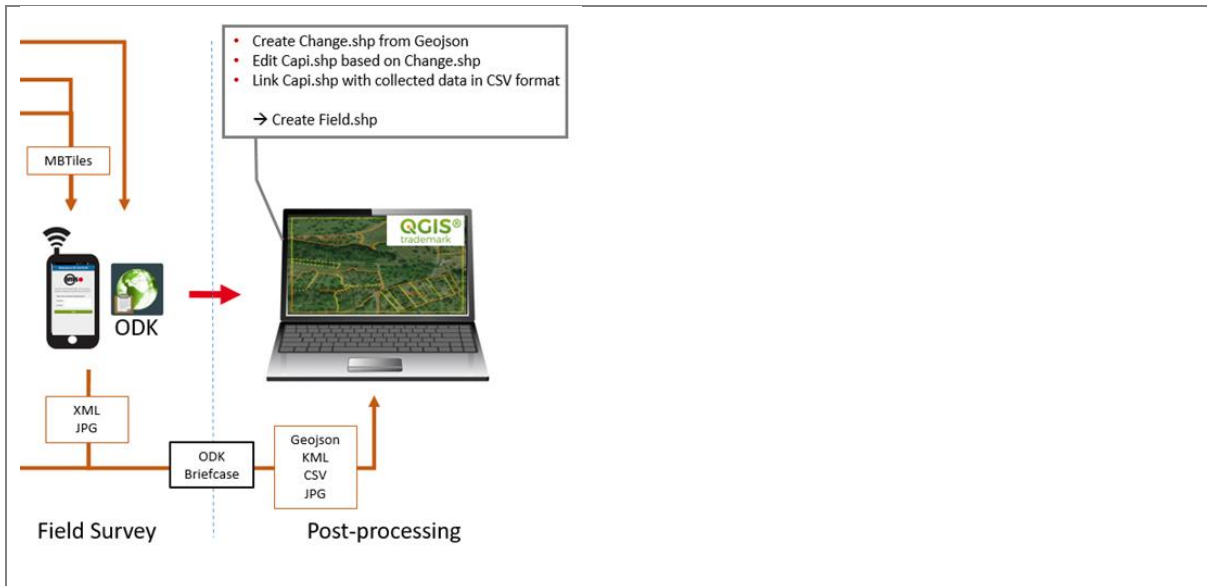 • Create Change.shp from Geojson
• Edit Capi.shp based on Change.shp
• Link Capi.shp with collected data in CSV format
→ Create Field.shp
MBTiles
QGIS®
trademark
ODK
XML
JPG
ODK
Briefcase
Geojson
KML
CSV
JPG
Field Survey
Post-processing